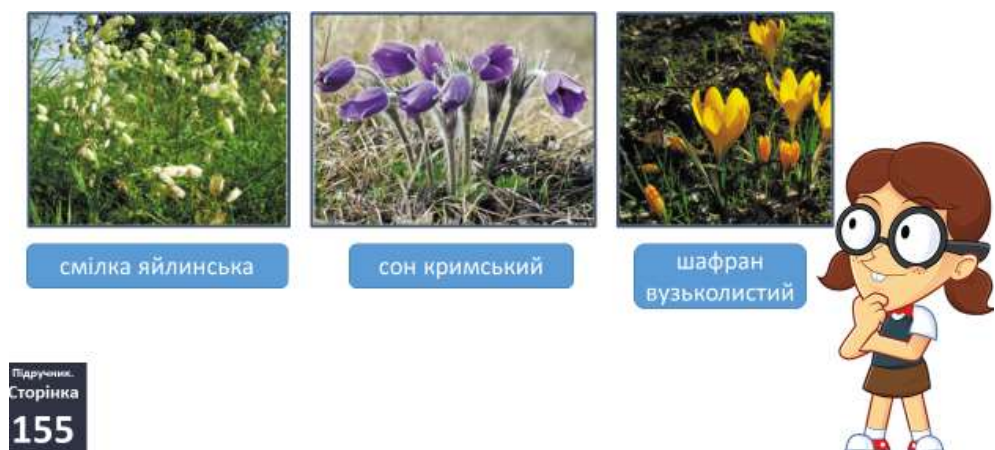 смілка яйлинська
сон кримський
шафран
вузьколистий
Підручник.
Сторінка
155